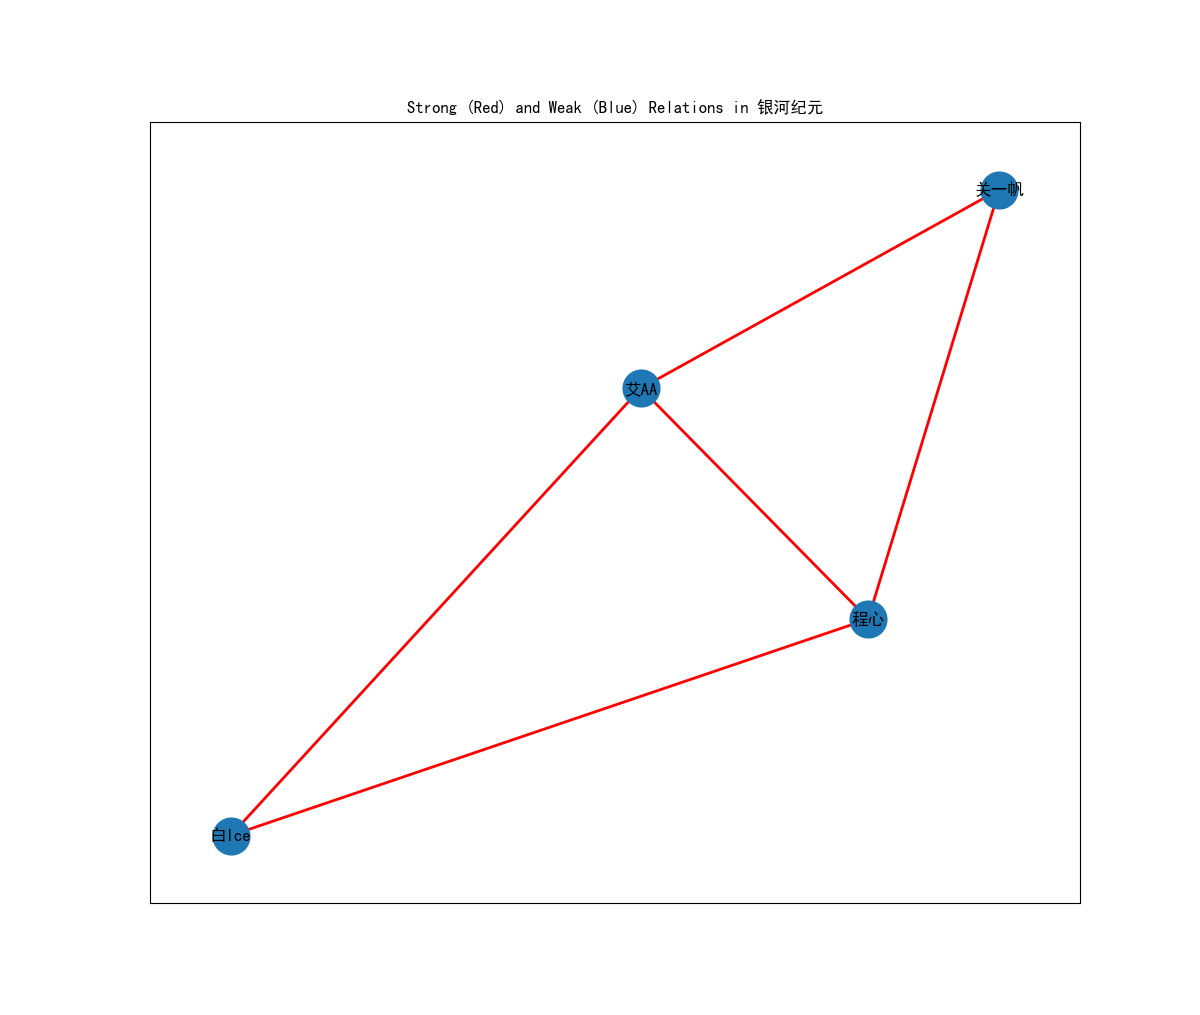 Strong (Red) and Weak (Blue) Relations in 银河纪元
关一帆
艾AA
程心
白Ice